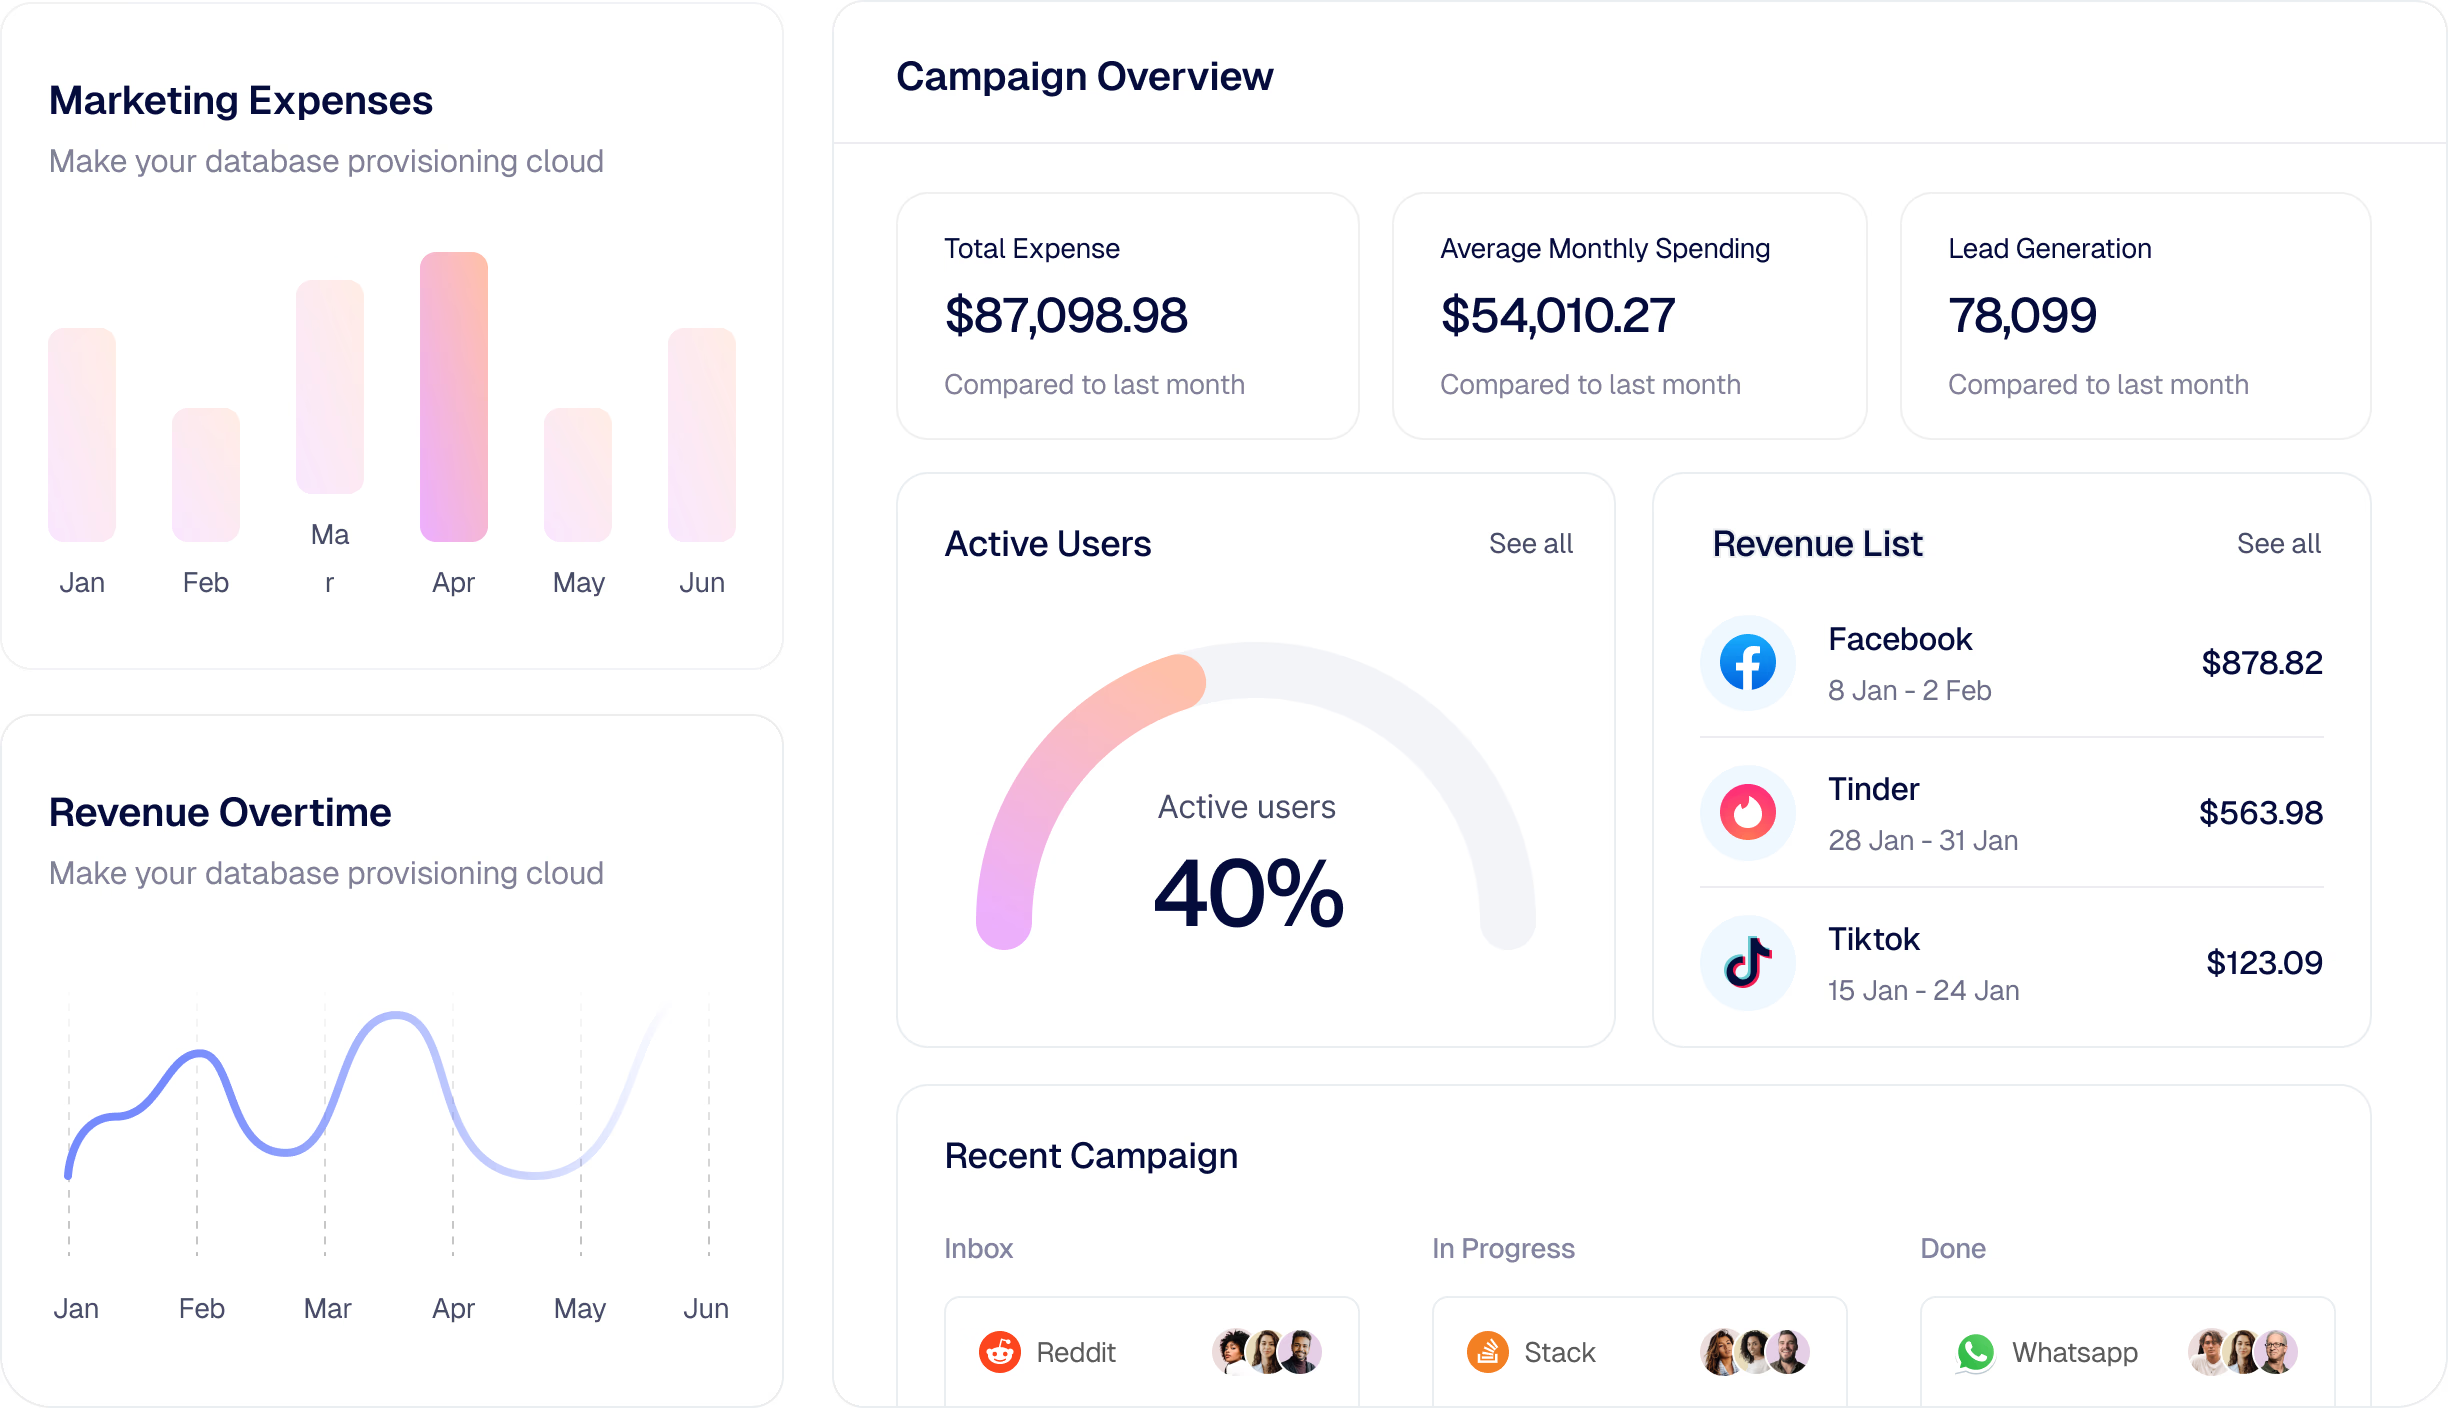 Marketing Expenses
Make your database provisioning cloud
Ma
r
Jan
Feb
Apr
May
Jun
Revenue Overtime
Make your database provisioning cloud
Jan
Feb
Mar
Apr
May
Jun
Campaign Overview
Total Expense
$87,098.98
Compared to last month
Average Monthly Spending
$54,010.27
Compared to last month
Lead Generation
78,099
Compared to last month
Active Users
See all
Active users
40%
Revenue List
See all
Facebook
8 Jan - 2 Feb
$878.82
Tinder
28 Jan - 31 Jan
$563.98
Tiktok
15 Jan - 24 Jan
$123.09
Recent Campaign
Inbox
Reddit
In Progress
Stack
Done
Whatsapp